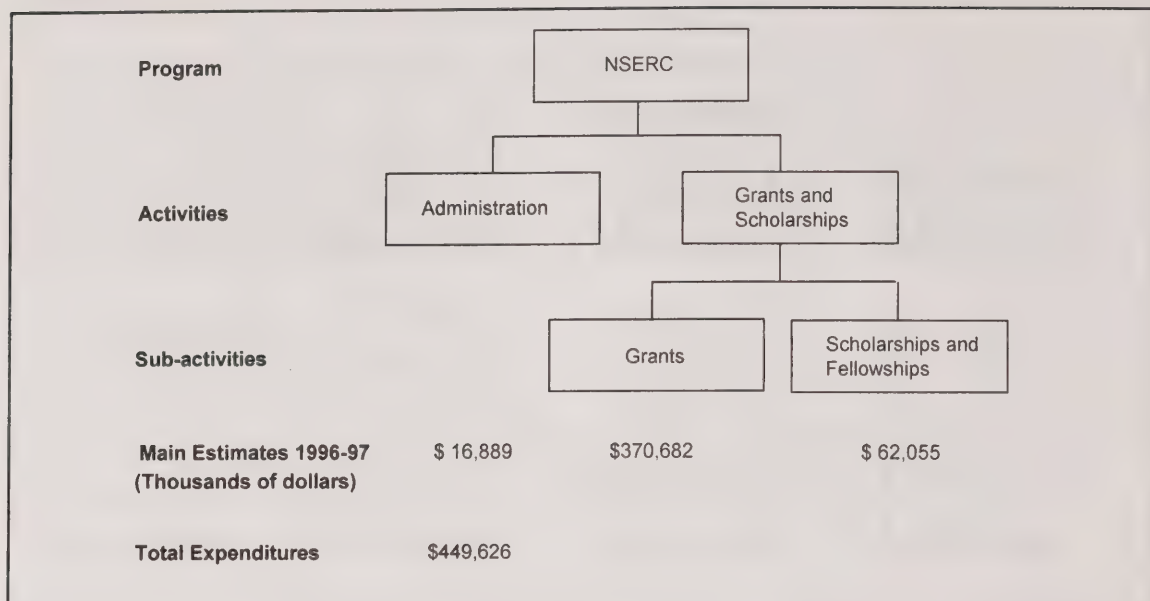 Program
NSERC
Activities
Administration
Grants and
Scholarships
Sub-activities
Grants
Scholarships and
Fellowships
Main Estimates 1996-97 $ 16,889 $370,682 $ 62,055
(Thousands of dollars)
Total Expenditures $449,626